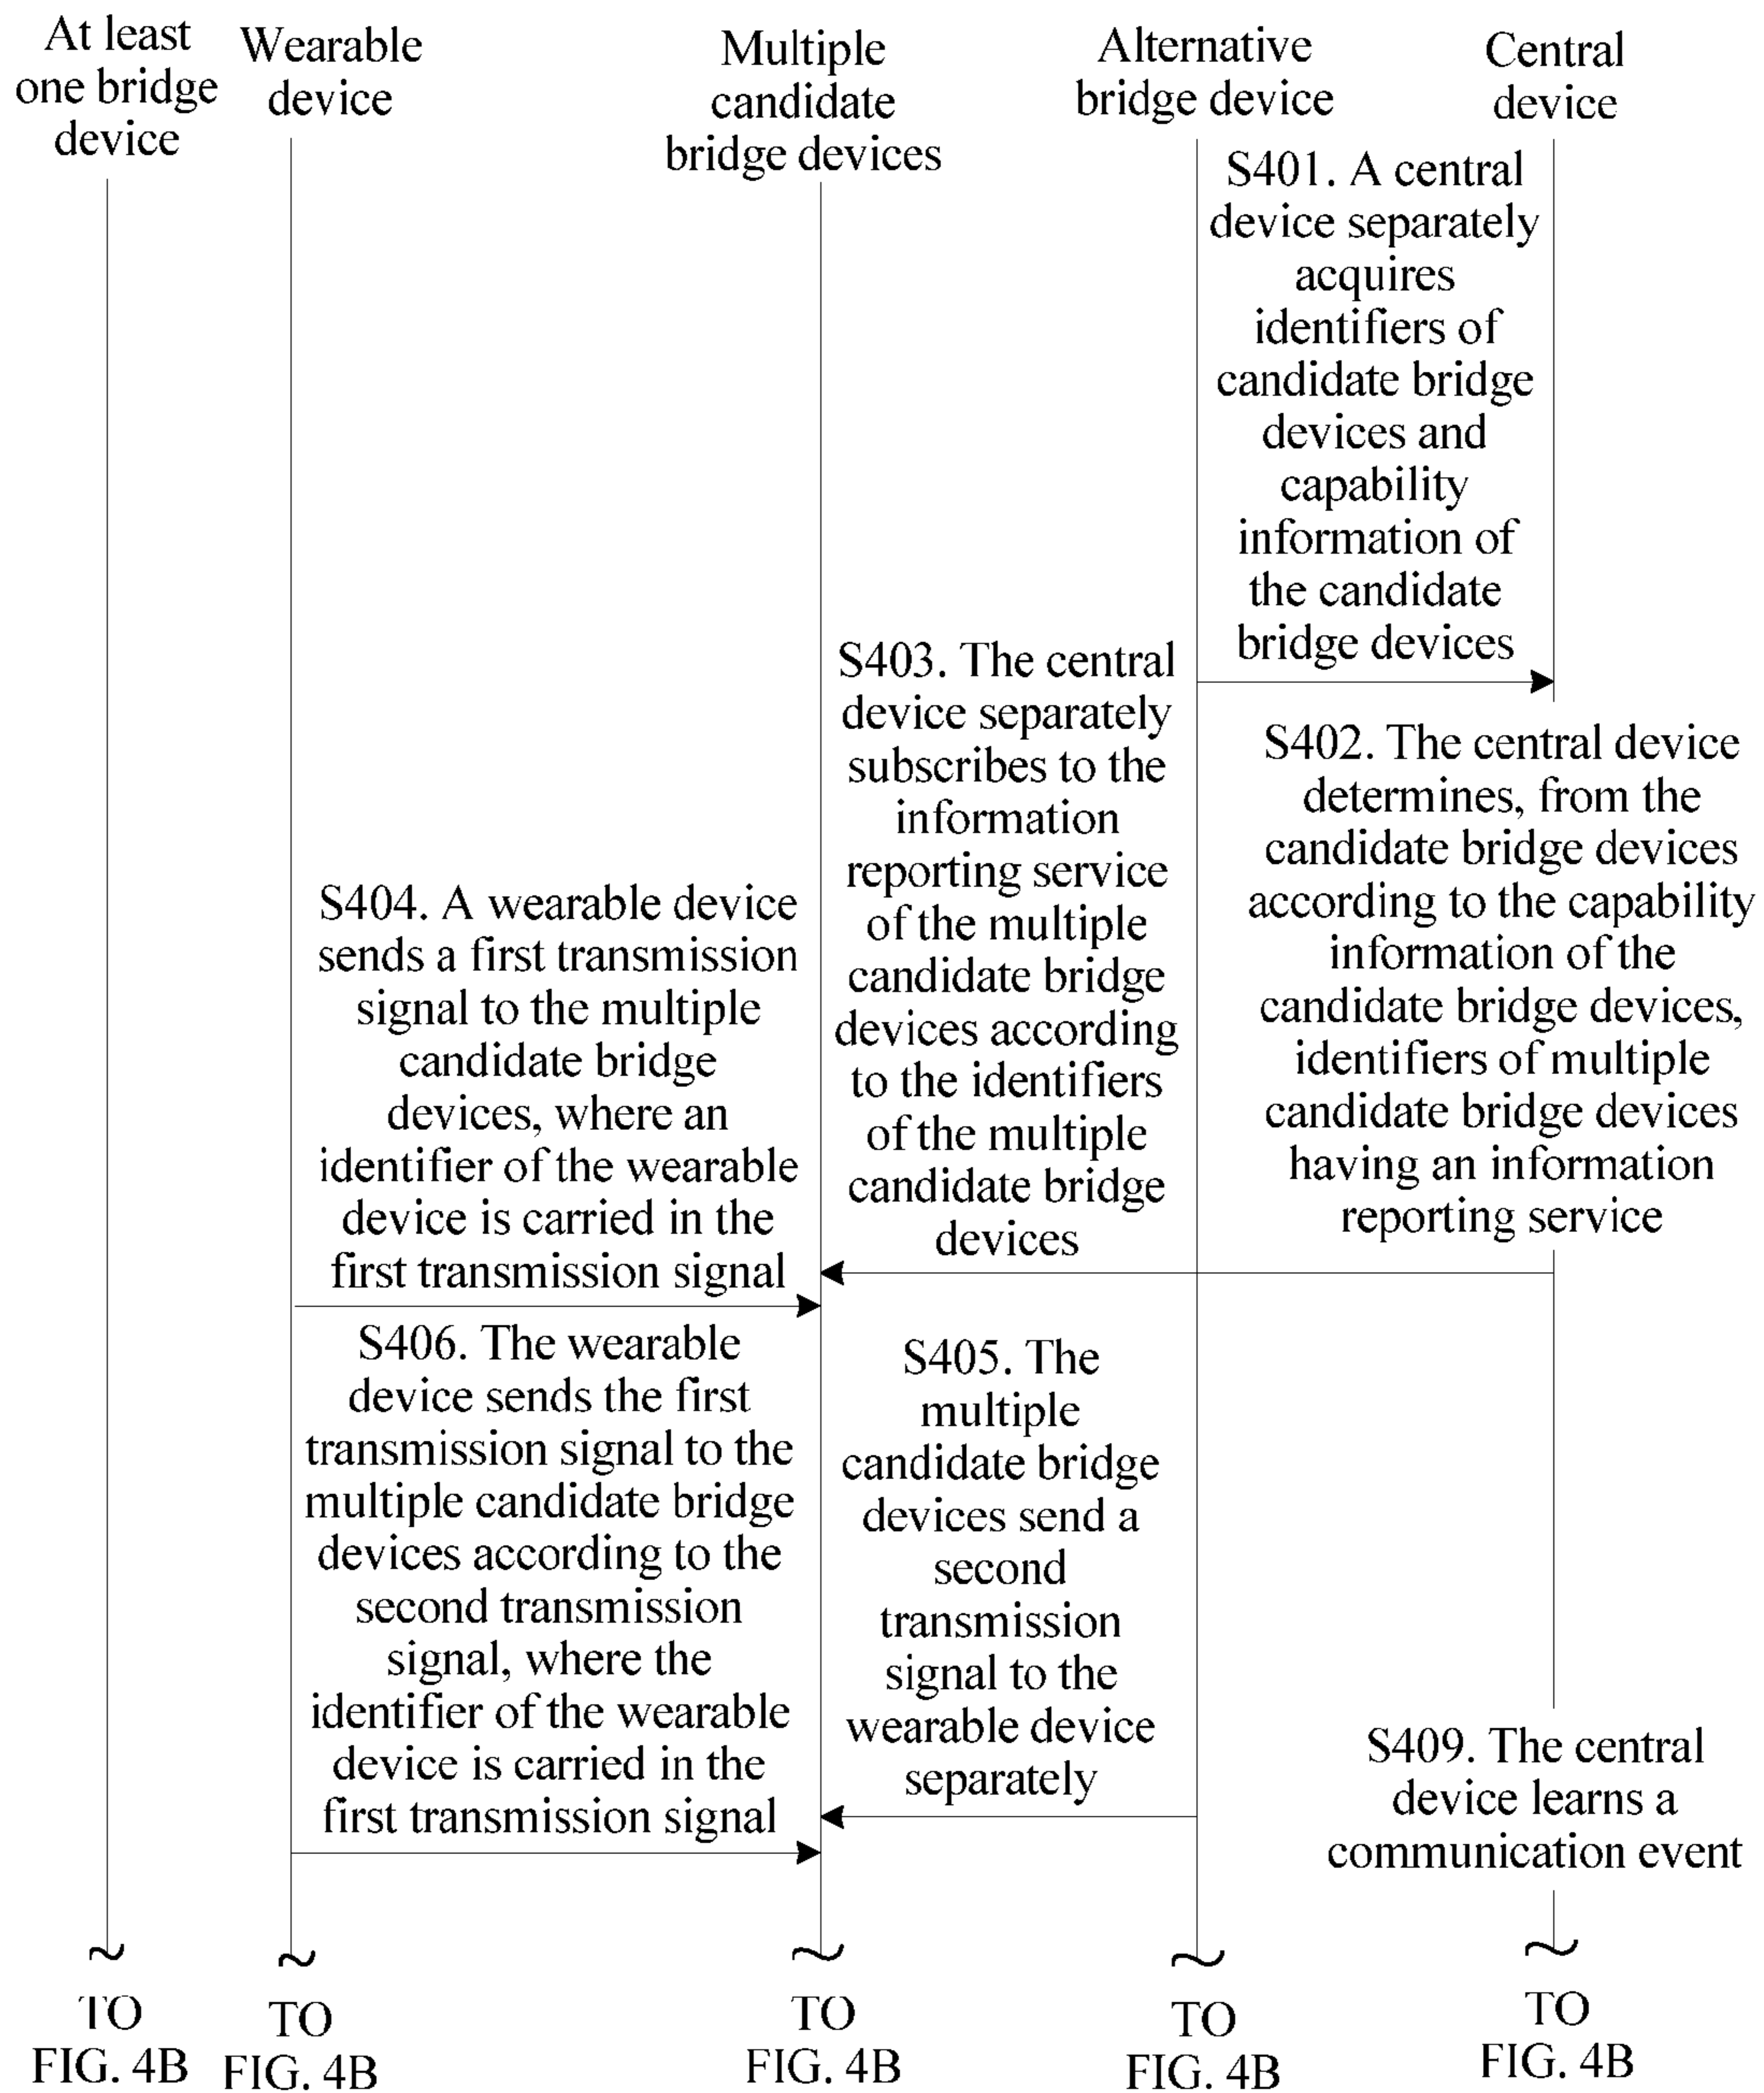 At least
one bridge
device
Wearable
device
Multiple
candidate
bridge devices
Alternative
bridge device
Central
device
S401. A central
device separately
acquires
identifiers of
candidate bridge
devices and
capability
information of
the candidate
bridge devices
S402. The central device
determines, from the
candidate bridge devices
according to the capability
information of the
candidate bridge devices,
identifiers of multiple
candidate bridge devices
having an information
reporting service
S403. The central
device separately
subscribes to the
information
reporting service
of the multiple
candidate bridge
devices according
to the identifiers
of the multiple
candidate bridge
devices
S404. A wearable device
sends a first transmission
signal to the multiple
candidate bridge
devices, where an
identifier of the wearable
device is carried in the
first transmission signal
S405. The
multiple
candidate bridge
devices send a
second
transmission
signal to the
wearable device
separately
S406. The wearable
device sends the first
transmission signal to the
multiple candidate bridge
devices according to the
second transmission
signal, where the
identifier of the wearable
device is carried in the
first transmission signal
S409. The central
device learns a
communication event
TO
FIG. 4B
TO
FIG. 4B
TO
FIG. 4B
TO
FIG. 4B
TO
FIG. 4B